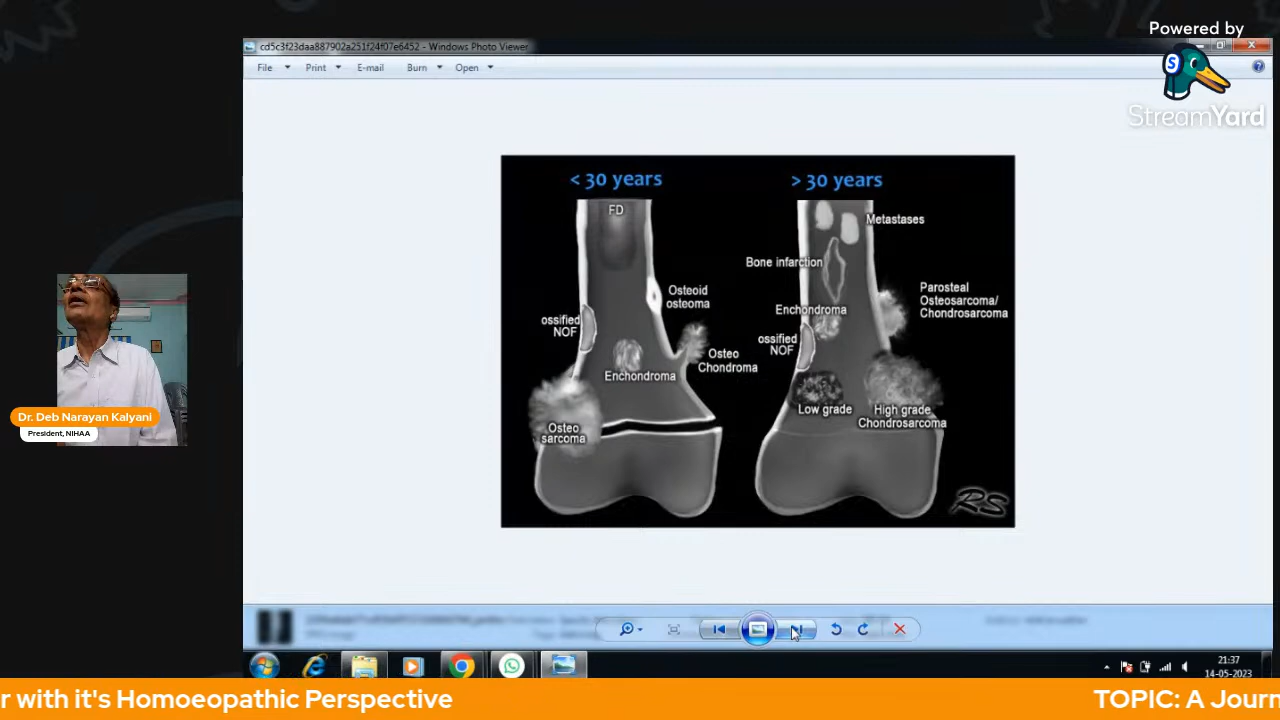 Powered by
StreamYard
cd5c3f23daa887902a251f24f07e6452 - Windows Photo Viewer
File Print E-mail Burn Open
< 30 years
> 30 years
FD
Osteoid
osteoma
ossified
NOF
Enchondroma
Osteo
Chondroma
Osteo
sarcoma
Metastases
Bone infarction
Enchondroma
Parosteal
Osteosarcoma/
Chondrosarcoma
ossified
NOF
Low grade
High grade
Chondrosarcoma
RS
Dr. Deb Narayan Kalyani
President, NIHAA
21:37
14-05-2023
r with it's Homoeopathic Perspective
TOPIC: A Journ